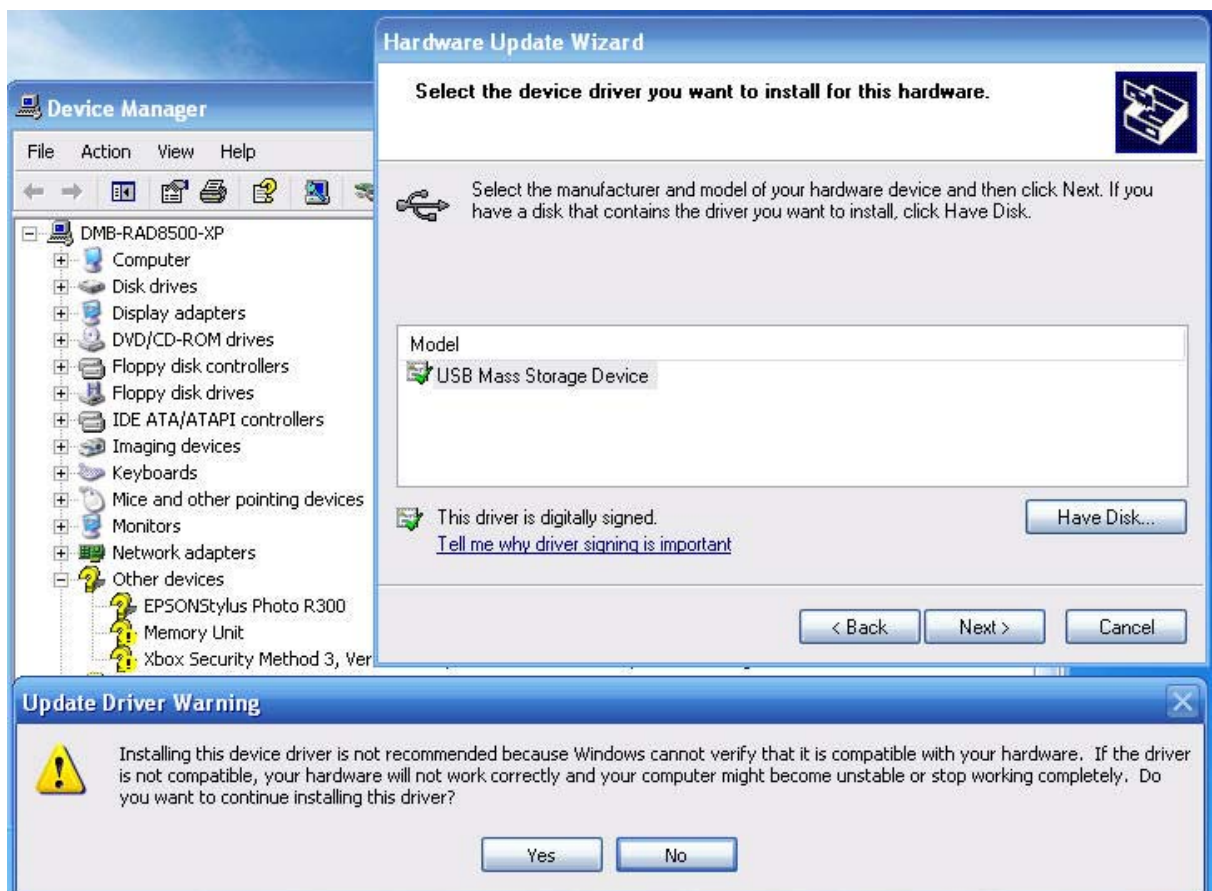 Hardware Update Wizard
Select the device driver you want to install for this hardware.
Select the manufacturer and model of your hardware device and then click Next. If you
have a disk that contains the driver you want to install, click Have Disk.
Model
USB Mass Storage Device
This driver is digitally signed.
Tell me why driver signing is important
Have Disk...
< Back
Next >
Cancel
Device Manager
File Action View Help
DMB-RAD8500-XP
Computer
Disk drives
Display adapters
DVD/CD-ROM drives
Floppy disk controllers
Floppy disk drives
IDE ATA/ATAPI controllers
Imaging devices
Keyboards
Mice and other pointing devices
Monitors
Network adapters
Other devices
EPSONStylus Photo R300
Memory Unit
Xbox Security Method 3, Ver
Update Driver Warning
Installing this device driver is not recommended because Windows cannot verify that it is compatible with your hardware. If the driver
is not compatible, your hardware will not work correctly and your computer might become unstable or stop working completely. Do
you want to continue installing this driver?
Yes
No